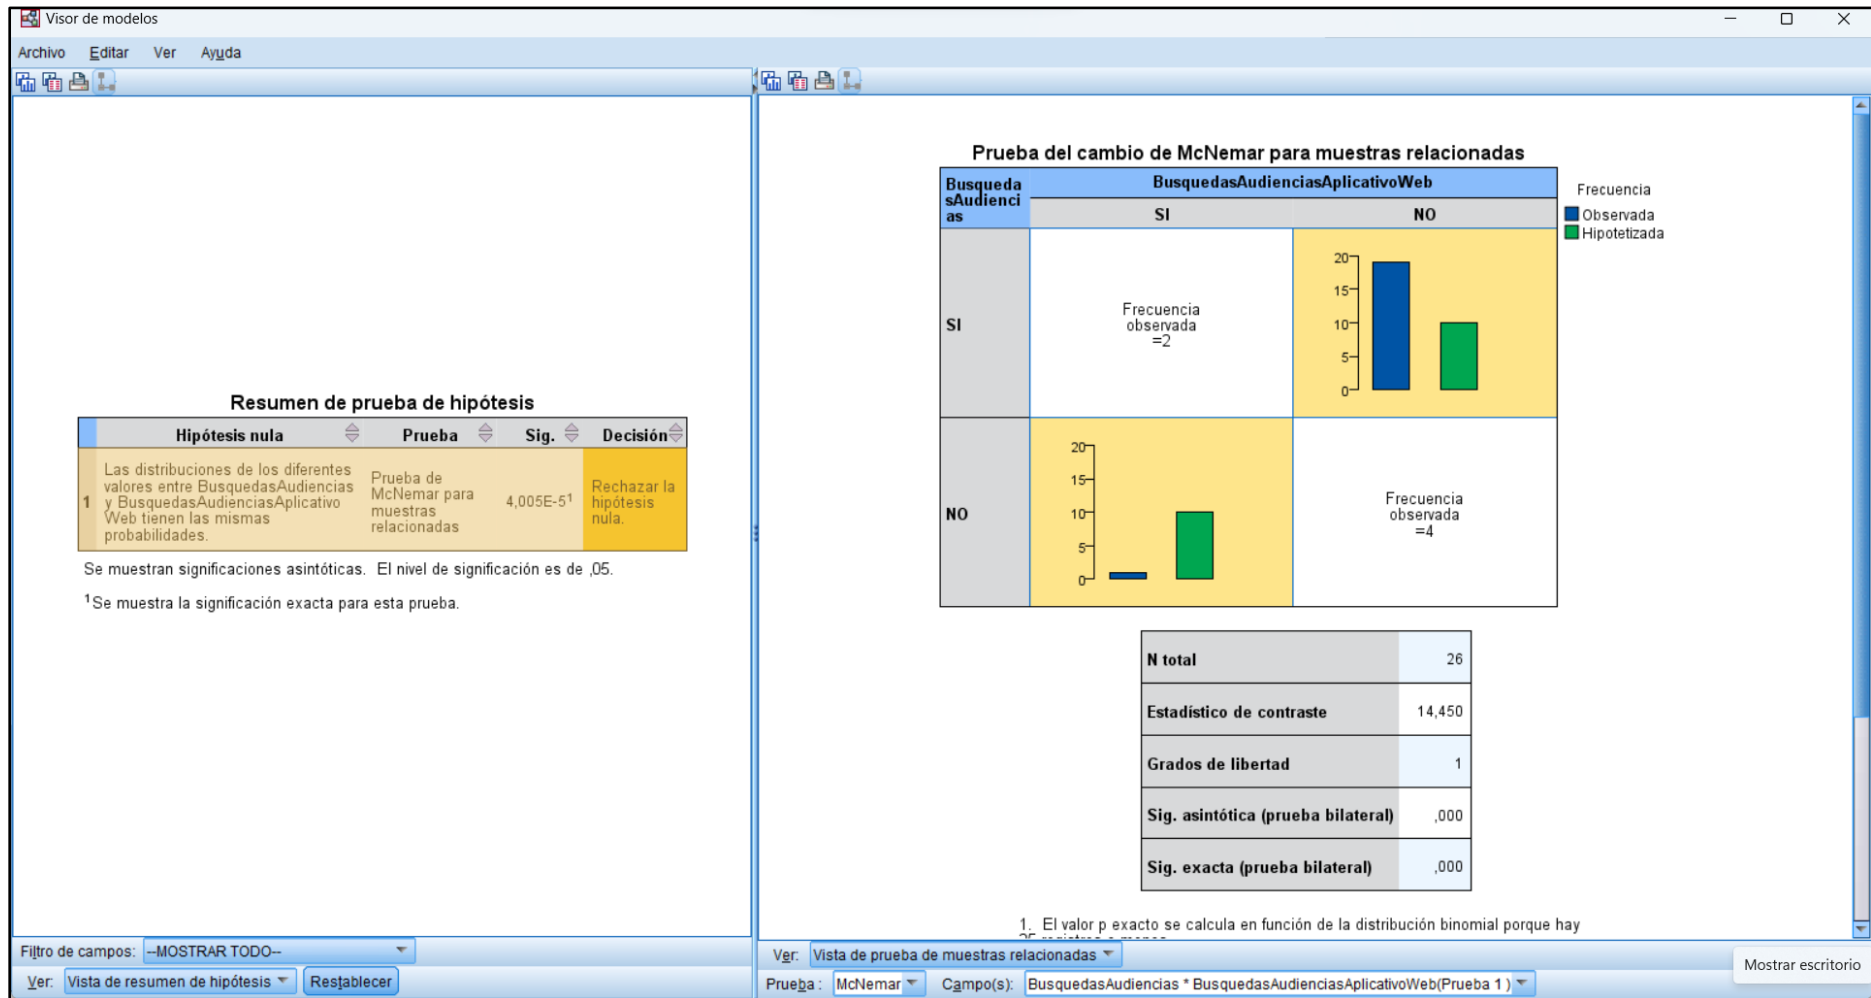 Visor de modelos
Archivo Editar Ver Ayuda
Resumen de prueba de hipótesis
Hipótesis nula Prueba Sig. Decisión
1
Las distribuciones de los diferentes
valores entre BusquedasAudiencias
y BusquedasAudienciasAplicativo
Web tienen las mismas
probabilidades.
Prueba de
McNemar para
muestras
relacionadas
4,005E-5¹
Rechazar la
hipótesis
nula.
Se muestran significaciones asintóticas. El nivel de significación es de ,05.
¹Se muestra la significación exacta para esta prueba.
Filtro de campos: --MOSTRAR TODO--
Ver: Vista de resumen de hipótesis Restablecer
Prueba del cambio de McNemar para muestras relacionadas
Busqueda
sAudienci
as
BusquedasAudienciasAplicativoWeb
SI NO
Frecuencia
Observada
Hipotetizada
SI
Frecuencia
observada
=2
20
15
10
5
0
NO
20
15
10
5
0
Frecuencia
observada
=4
N total 26
Estadístico de contraste 14,450
Grados de libertad 1
Sig. asintótica (prueba bilateral) ,000
Sig. exacta (prueba bilateral) ,000
1. El valor p exacto se calcula en función de la distribución binomial porque hay
Ver: Vista de prueba de muestras relacionadas
Prueba : McNemar Campo(s): BusquedasAudiencias * BusquedasAudienciasAplicativoWeb(Prueba 1 )
Mostrar escritorio